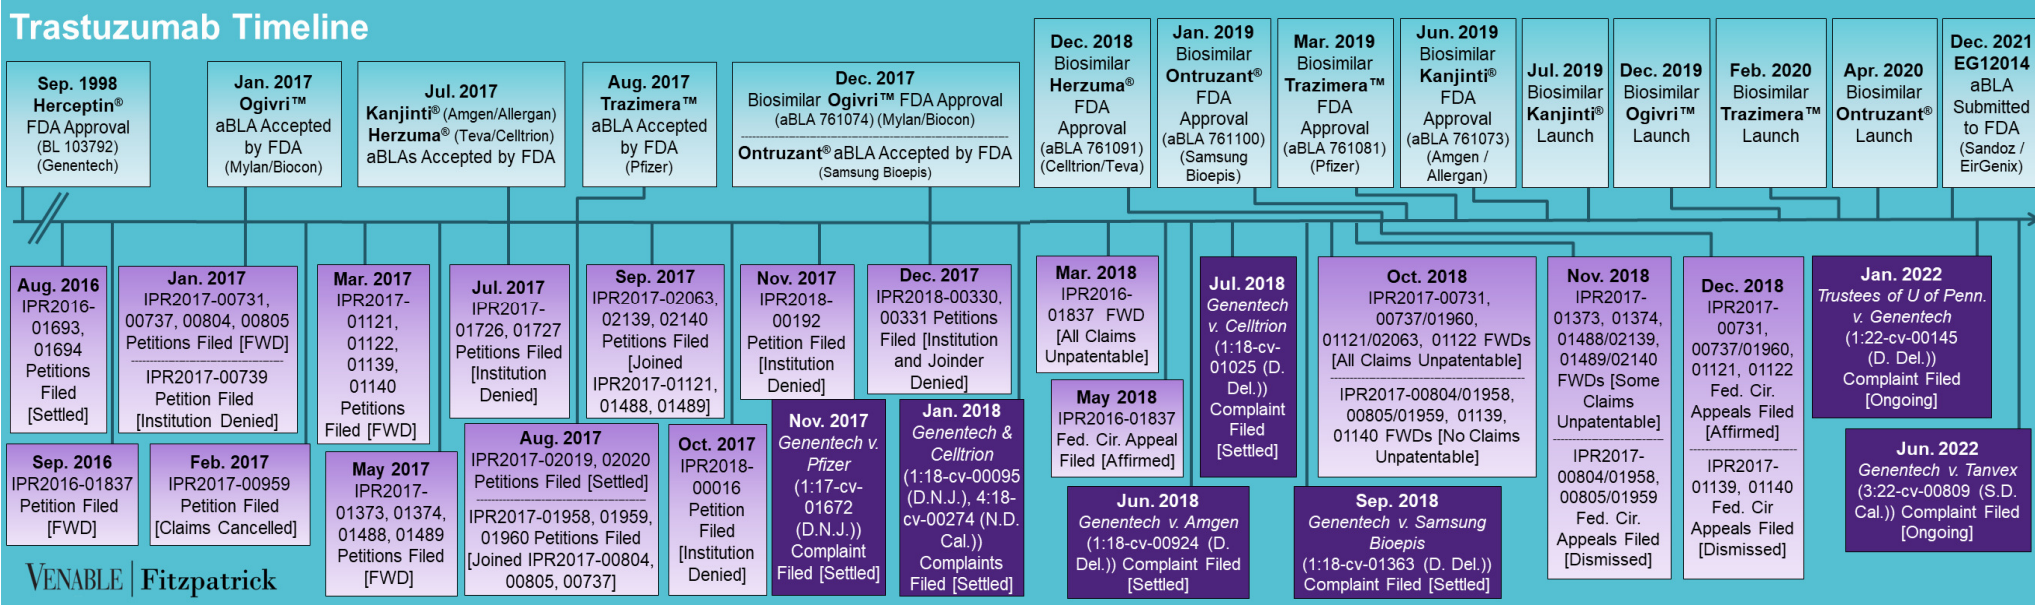 Trastuzumab Timeline
Sep. 1998
Herceptin®
FDA Approval
(BL 103792)
(Genentech)
Jan. 2017
Ogivri™
aBLA Accepted
by FDA
(Mylan/Biocon)
Jul. 2017
Kanjinti® (Amgen/Allergan)
Herzuma® (Teva/Celltrion)
aBLAs Accepted by FDA
Aug. 2017
Trazimera™
aBLA Accepted
by FDA
(Pfizer)
Dec. 2017
Biosimilar Ogivri™ FDA Approval
(aBLA 761074) (Mylan/Biocon)
Ontruzant® aBLA Accepted by FDA
(Samsung Bioepis)
Dec. 2018
Biosimilar
Herzuma®
FDA
Approval
(aBLA 761091)
(Celltrion/Teva)
Jan. 2019
Biosimilar
Ontruzant®
FDA
Approval
(aBLA 761100)
(Samsung
Bioepis)
Mar. 2019
Biosimilar
Trazimera™
FDA
Approval
(aBLA 761081)
(Pfizer)
Jun. 2019
Biosimilar
Kanjinti®
FDA
Approval
(aBLA 761073)
(Amgen /
Allergan)
Jul. 2019
Biosimilar
Kanjinti®
Launch
Dec. 2019
Biosimilar
Ogivri™
Launch
Feb. 2020
Biosimilar
Trazimera™
Launch
Apr. 2020
Biosimilar
Ontruzant®
Launch
Dec. 2021
EG12014
aBLA
Submitted
to FDA
(Sandoz /
EirGenix)
Aug. 2016
IPR2016-
01693,
01694
Petitions
Filed
[Settled]
Sep. 2016
IPR2016-01837
Petition Filed
[FWD]
Jan. 2017
IPR2017-00731,
00737, 00804, 00805
Petitions Filed [FWD]
IPR2017-00739
Petition Filed
[Institution Denied]
Feb. 2017
IPR2017-00959
Petition Filed
[Claims Cancelled]
Mar. 2017
IPR2017-
01121,
01122,
01139,
01140
Petitions
Filed [FWD]
May 2017
IPR2017-
01373, 01374,
01488, 01489
Petitions Filed
[FWD]
Jul. 2017
IPR2017-
01726, 01727
Petitions Filed
[Institution
Denied]
Aug. 2017
IPR2017-02019, 02020
Petitions Filed [Settled]
IPR2017-01958, 01959,
01960 Petitions Filed
[Joined IPR2017-00804,
00805, 00737]
Sep. 2017
IPR2017-02063,
02139, 02140
Petitions Filed
[Joined
IPR2017-01121,
01488, 01489]
Oct. 2017
IPR2018-
00016
Petition
Filed
[Institution
Denied]
Nov. 2017
IPR2018-
00192
Petition Filed
[Institution
Denied]
Nov. 2017
Genentech v.
Pfizer
(1:17-cv-
01672
(D.N.J.))
Complaint
Filed [Settled]
Dec. 2017
IPR2018-00330,
00331 Petitions
Filed [Institution
and Joinder
Denied]
Jan. 2018
Genentech &
Celltrion
(1:18-cv-00095
(D.N.J.), 4:18-
cv-00274 (N.D.
Cal.))
Complaints
Filed [Settled]
Mar. 2018
IPR2016-
01837 FWD
[All Claims
Unpatentable]
May 2018
IPR2016-01837
Fed. Cir. Appeal
Filed [Affirmed]
Jun. 2018
Genentech v. Amgen
(1:18-cv-00924 (D.
Del.)) Complaint Filed
[Settled]
Jul. 2018
Genentech
v. Celltrion
(1:18-cv-
01025 (D.
Del.))
Complaint
Filed
[Settled]
Sep. 2018
Genentech v. Samsung
Bioepis
(1:18-cv-01363 (D. Del.))
Complaint Filed [Settled]
Oct. 2018
IPR2017-00731,
00737/01960,
01121/02063, 01122 FWDs
[All Claims Unpatentable]
IPR2017-00804/01958,
00805/01959, 01139,
01140 FWDs [No Claims
Unpatentable]
Nov. 2018
IPR2017-
01373, 01374,
01488/02139,
01489/02140
FWDs [Some
Claims
Unpatentable]
IPR2017-
00804/01958,
00805/01959
Fed. Cir.
Appeals Filed
[Dismissed]
Dec. 2018
IPR2017-
00731,
00737/01960,
01121, 01122
Fed. Cir.
Appeals Filed
[Affirmed]
IPR2017-
01139, 01140
Fed. Cir
Appeals Filed
[Dismissed]
Jan. 2022
Trustees of U of Penn.
v. Genentech
(1:22-cv-00145
(D. Del.))
Complaint Filed
[Ongoing]
Jun. 2022
Genentech v. Tanvex
(3:22-cv-00809 (S.D.
Cal.)) Complaint Filed
[Ongoing]
VENABLE | Fitzpatrick